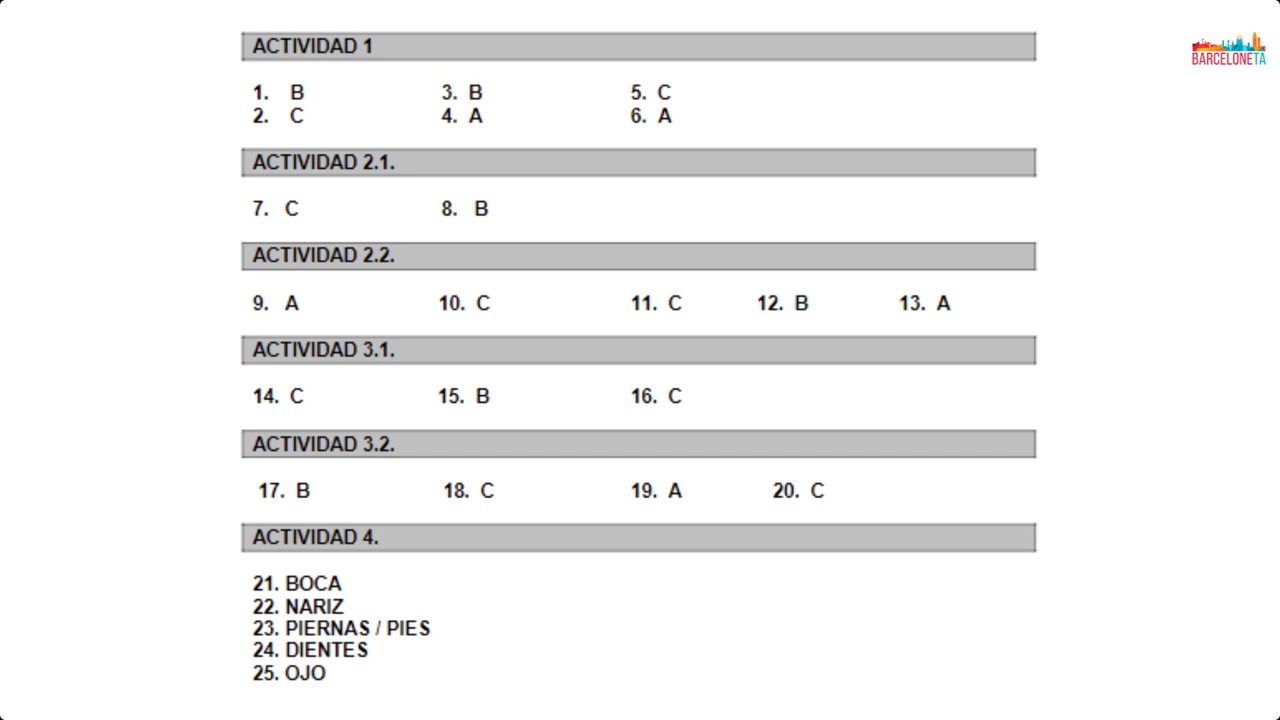 ACTIVIDAD 1
BARCELONETA
1. B 3. B 5. C
2. C 4. A 6. A
ACTIVIDAD 2.1.
7. C 8. B
ACTIVIDAD 2.2.
9. A 10. C 11. C 12. B 13. A
ACTIVIDAD 3.1.
14. C 15. B 16. C
ACTIVIDAD 3.2.
17. B 18. C 19. A 20. C
ACTIVIDAD 4.
21. BOCA
22. NARIZ
23. PIERNAS / PIES
24. DIENTES
25. OJO